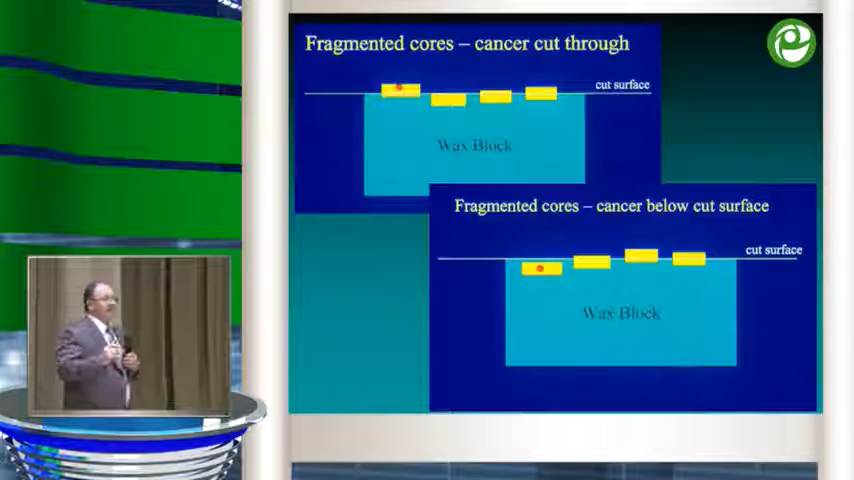 Fragmented cores – cancer cut through
cut surface
Wax Block
Fragmented cores – cancer below cut surface
cut surface
Wax Block